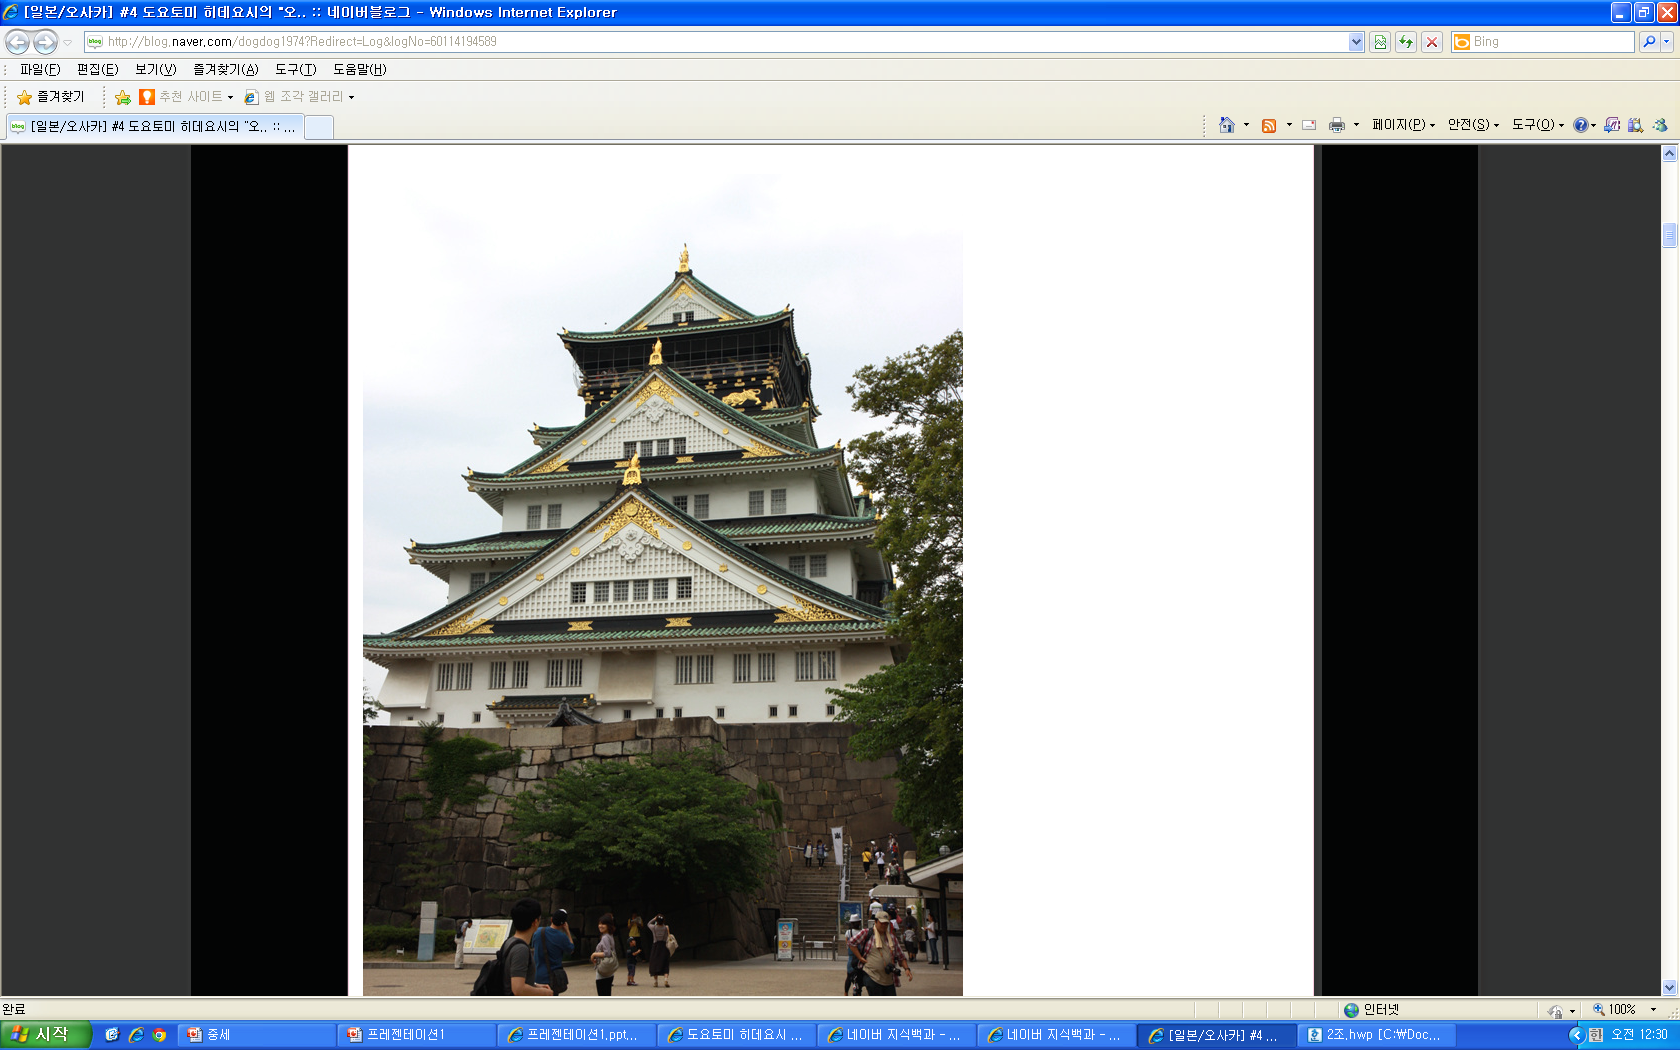 [일본/오사카] #4 도요토미 히데요시의 "오.. :: 네이버블로그 - Windows Internet Explorer
http://blog.naver.com/dogdog1974?Redirect=Log&logNo=60114194589
Bing
파일(F) 편집(E) 보기(V) 즐겨찾기(A) 도구(T) 도움말(H)
즐겨찾기 추천 사이트 웹 조각 갤러리
[일본/오사카] #4 도요토미 히데요시의 "오.. :: ...
페이지(P) 안전(S) 도구(O)
완료
인터넷
100%
시작
중세
프레젠테이션1
프레젠테이션1.ppt...
도요토미 히데요시 ...
네이버 지식백과 - ...
네이버 지식백과 - ...
[일본/오사카] #4 ...
2조.hwp [C:\Doc...
한
오전 12:30